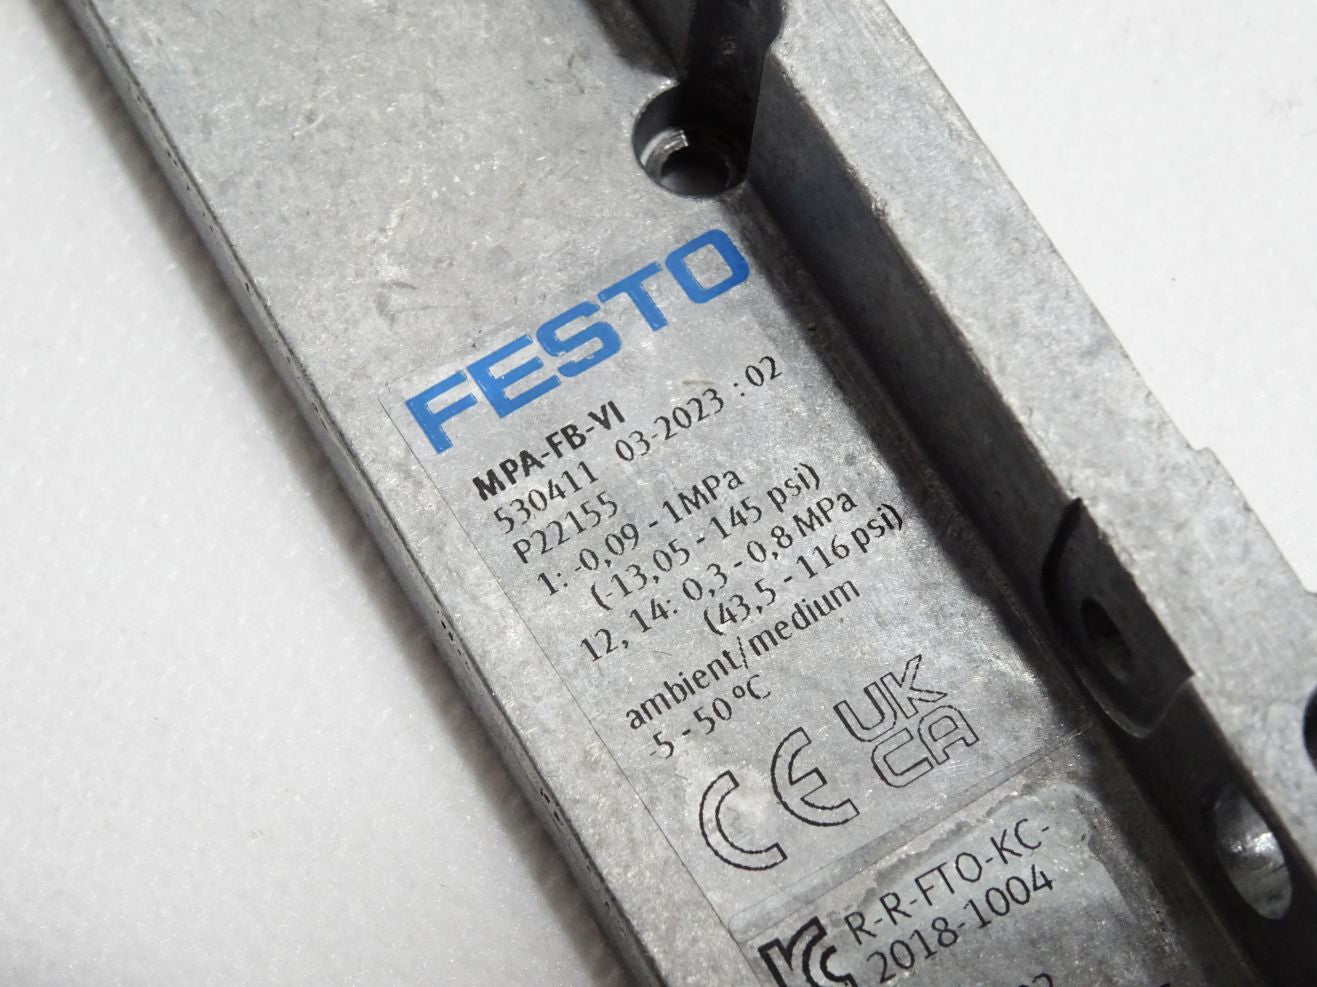 FESTO
MPA-FB-VI
530411 03-2023 : 02
P22155
1: -0,09 - 1MPa
(-13,05 - 145 psi)
12, 14: 0,3 - 0,8 MPa
(43,5 - 116 psi)
ambient/medium
-5 - 50 °C
CE UK
CA
R-R-FTO-KC-
2018-1004